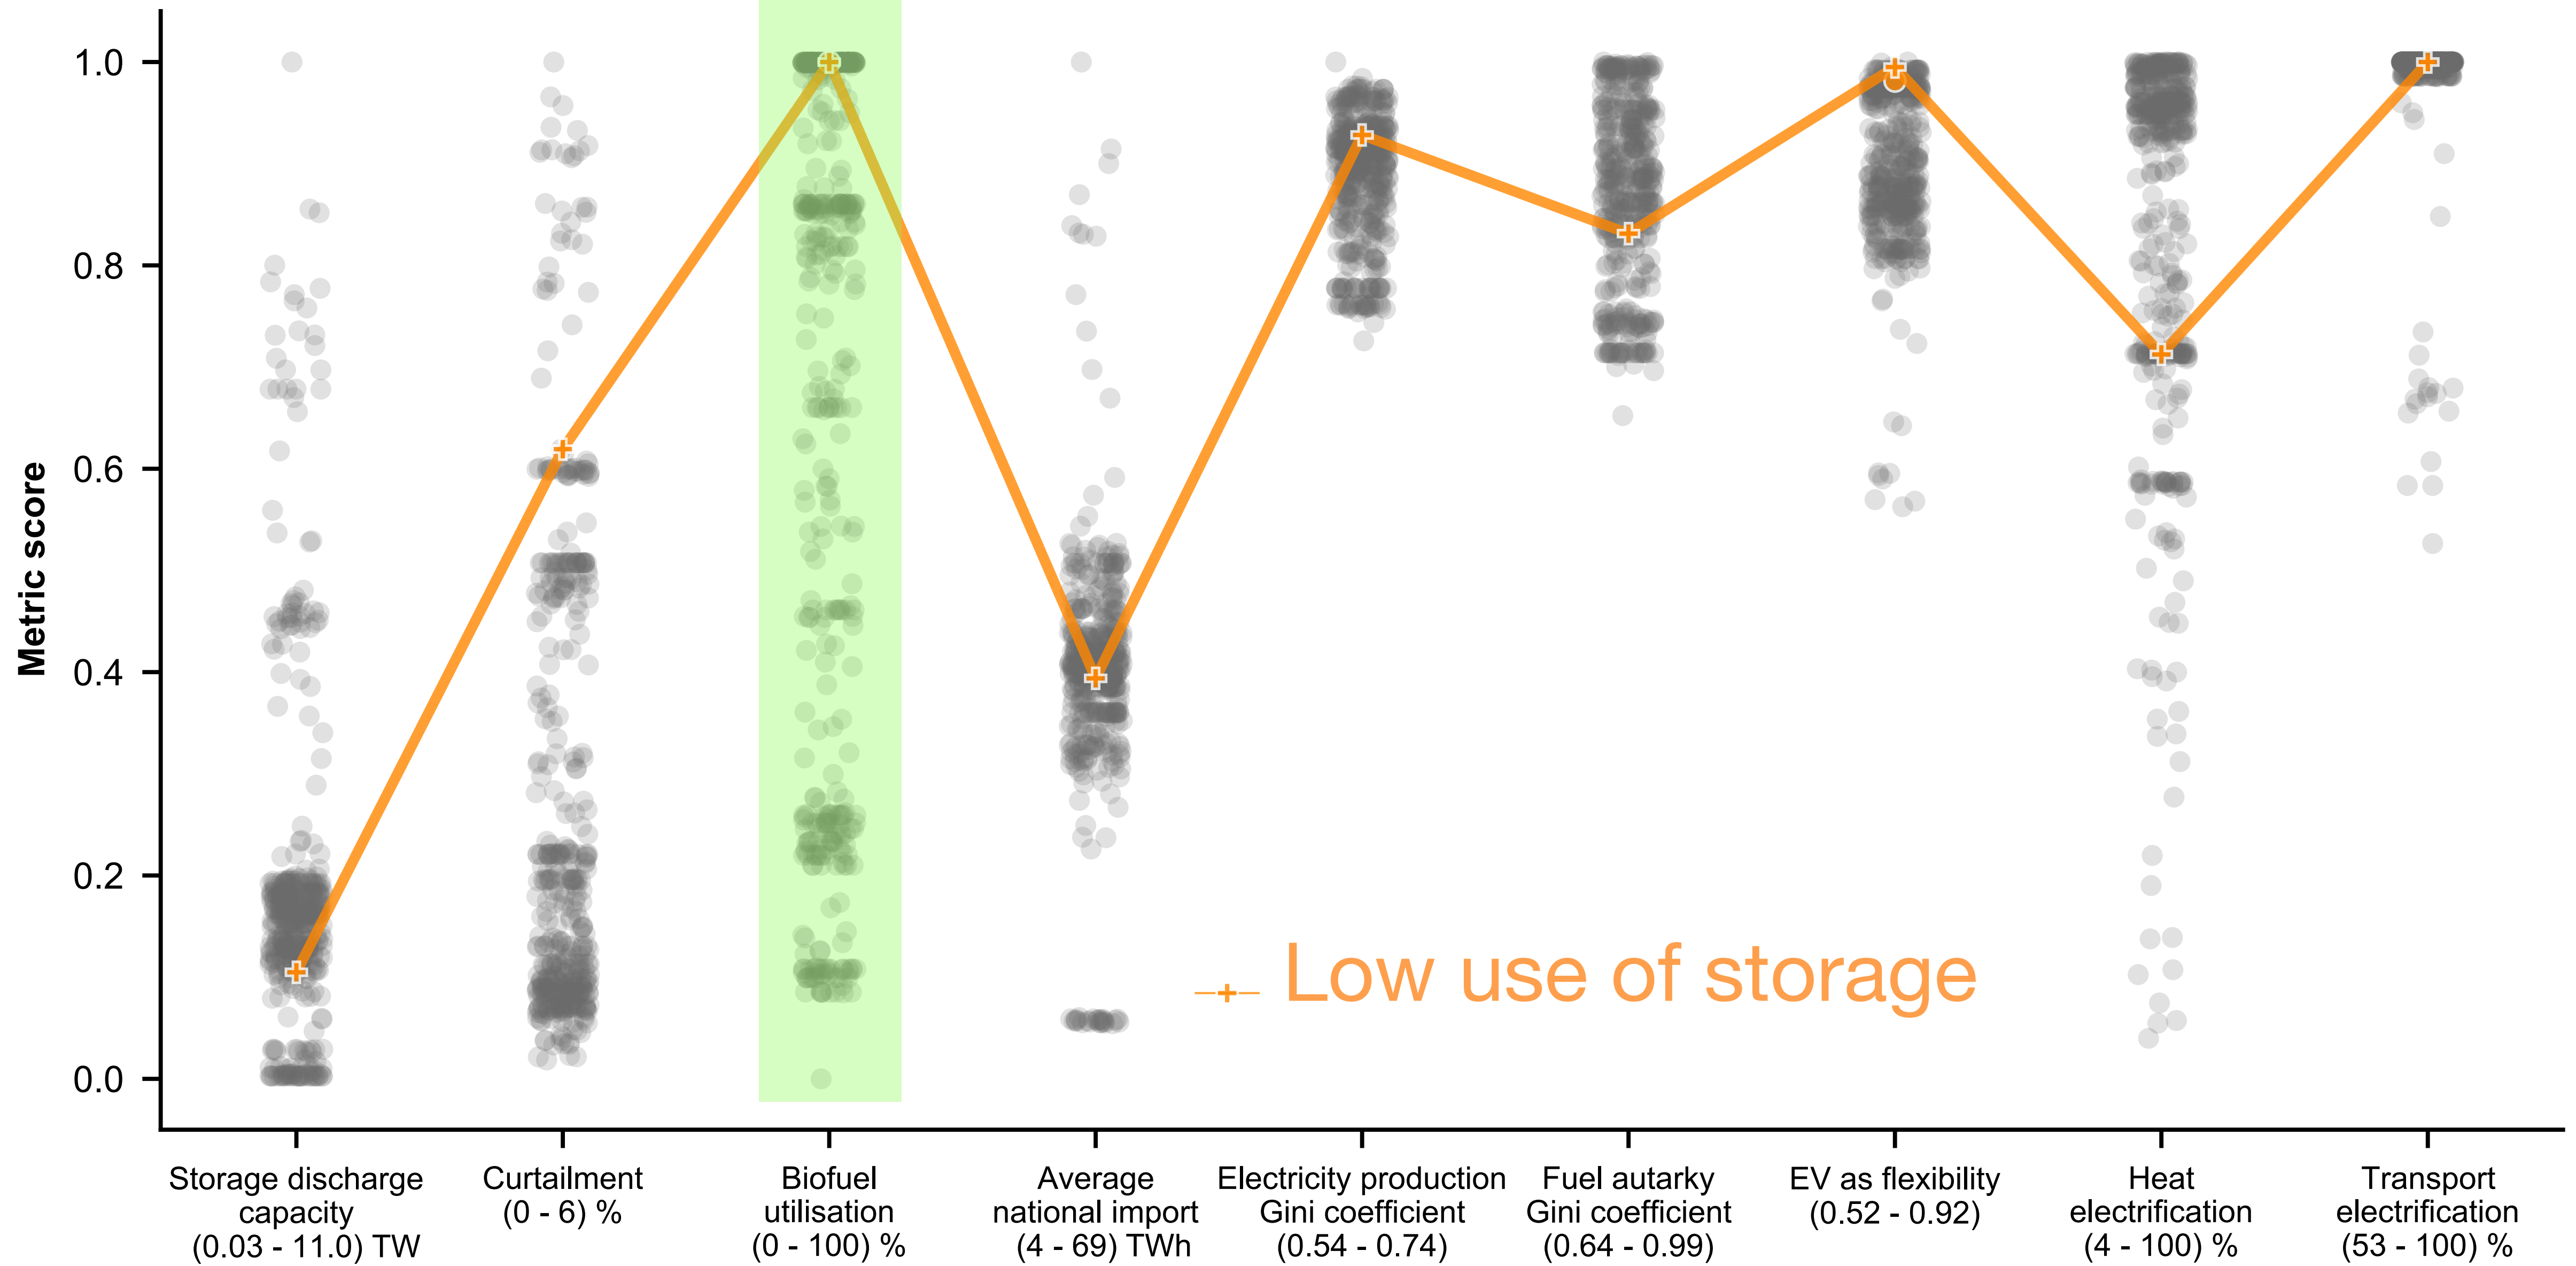 Metric score
1.0
0.8
0.6
0.4
0.2
0.0
Low use of storage
Storage discharge
capacity
(0.03 - 11.0) TW
Curtailment
(0 - 6) %
Biofuel
utilisation
(0 - 100) %
Average
national import
(4 - 69) TWh
Electricity production
Gini coefficient
(0.54 - 0.74)
Fuel autarky
Gini coefficient
(0.64 - 0.99)
EV as flexibility
(0.52 - 0.92)
Heat
electrification
(4 - 100) %
Transport
electrification
(53 - 100) %